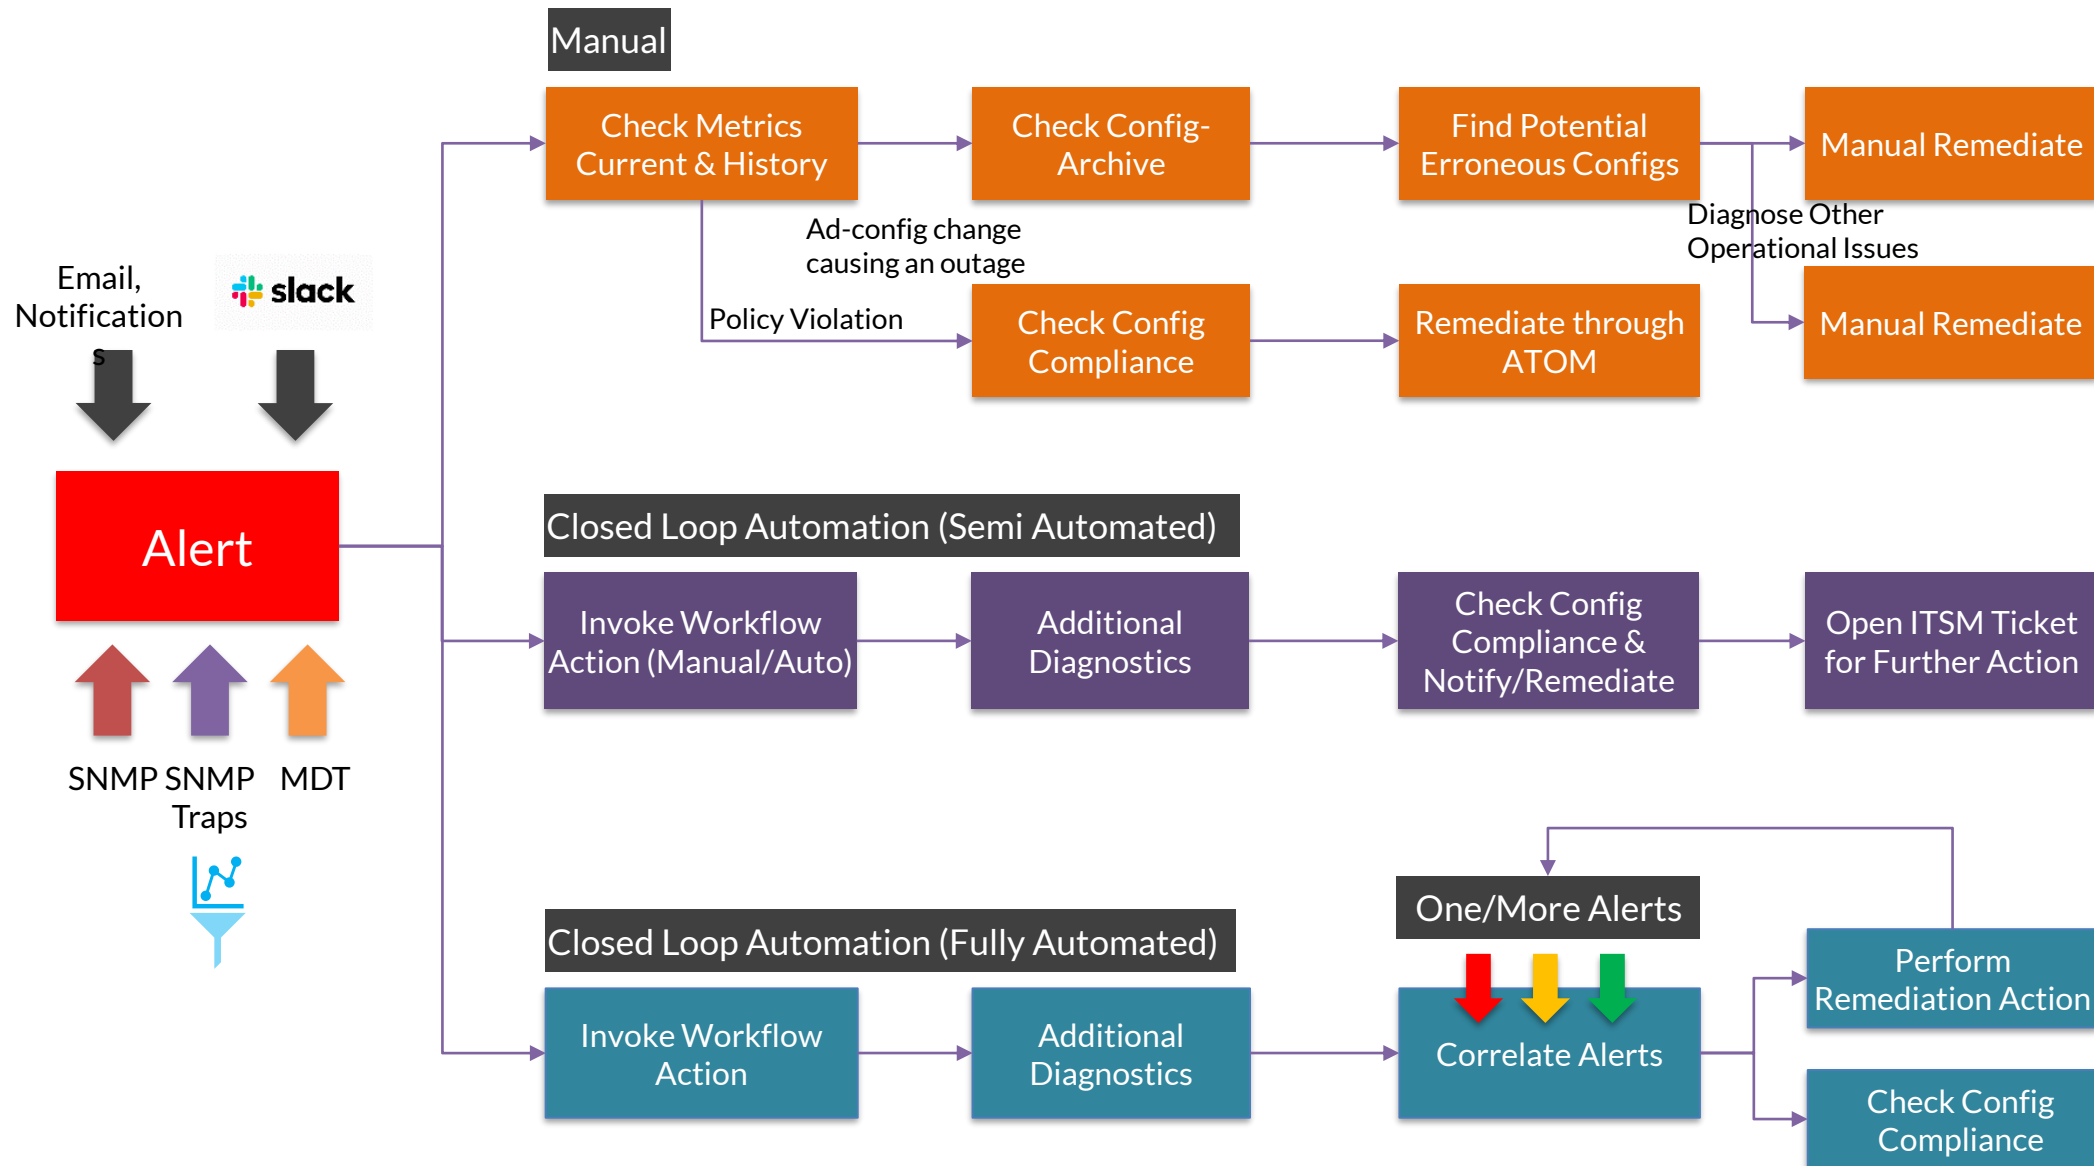 Manual
Check Metrics
Current & History
Check Config-
Archive
Find Potential
Erroneous Configs
Manual Remediate
Ad-config change
causing an outage
Diagnose Other
Operational Issues
Policy Violation
Check Config
Compliance
Remediate through
ATOM
Manual Remediate
Email,
Notification
s
slack
Alert
SNMP
SNMP
Traps
MDT
Closed Loop Automation (Semi Automated)
Invoke Workflow
Action (Manual/Auto)
Additional
Diagnostics
Check Config
Compliance &
Notify/Remediate
Open ITSM Ticket
for Further Action
Closed Loop Automation (Fully Automated)
Invoke Workflow
Action
Additional
Diagnostics
One/More Alerts
Correlate Alerts
Perform
Remediation Action
Check Config
Compliance